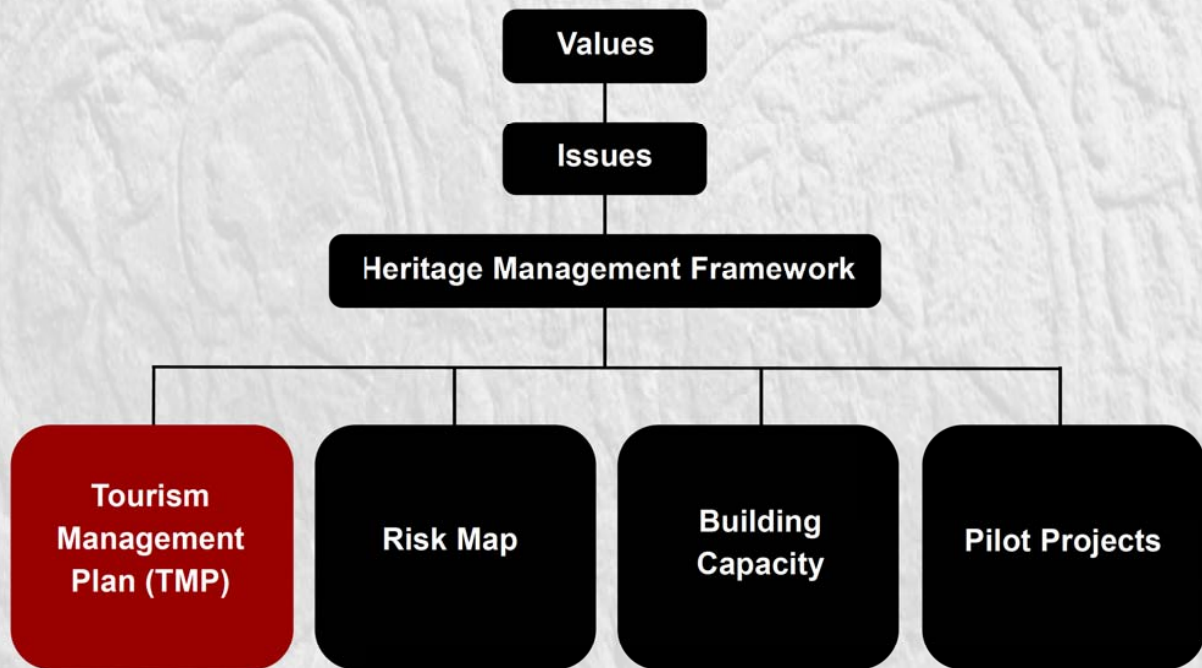 Values
Issues
Heritage Management Framework
Tourism
Management
Plan (TMP)
Risk Map
Building
Capacity
Pilot Projects